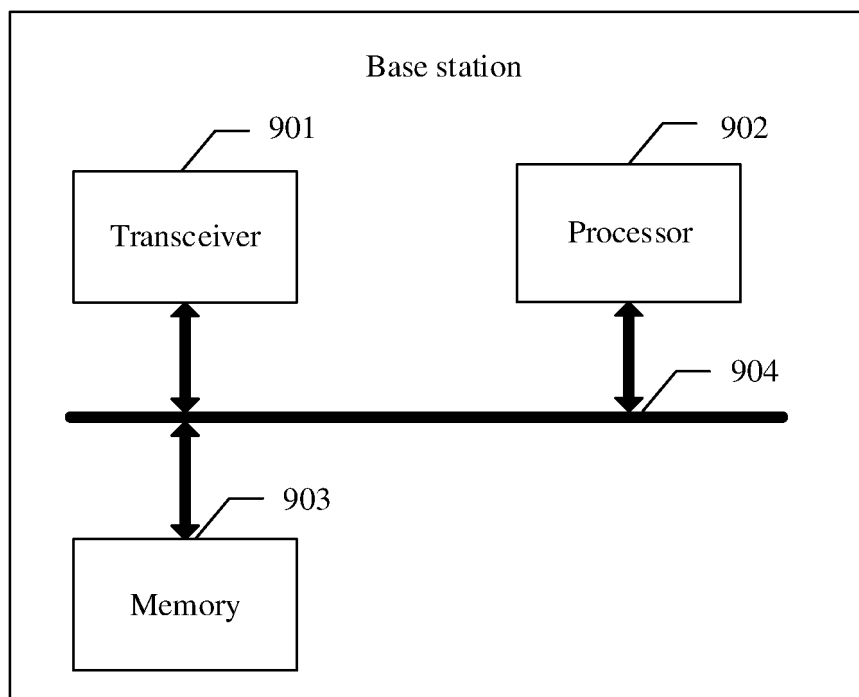 Base station
901
902
Transceiver
Processor
904
903
Memory